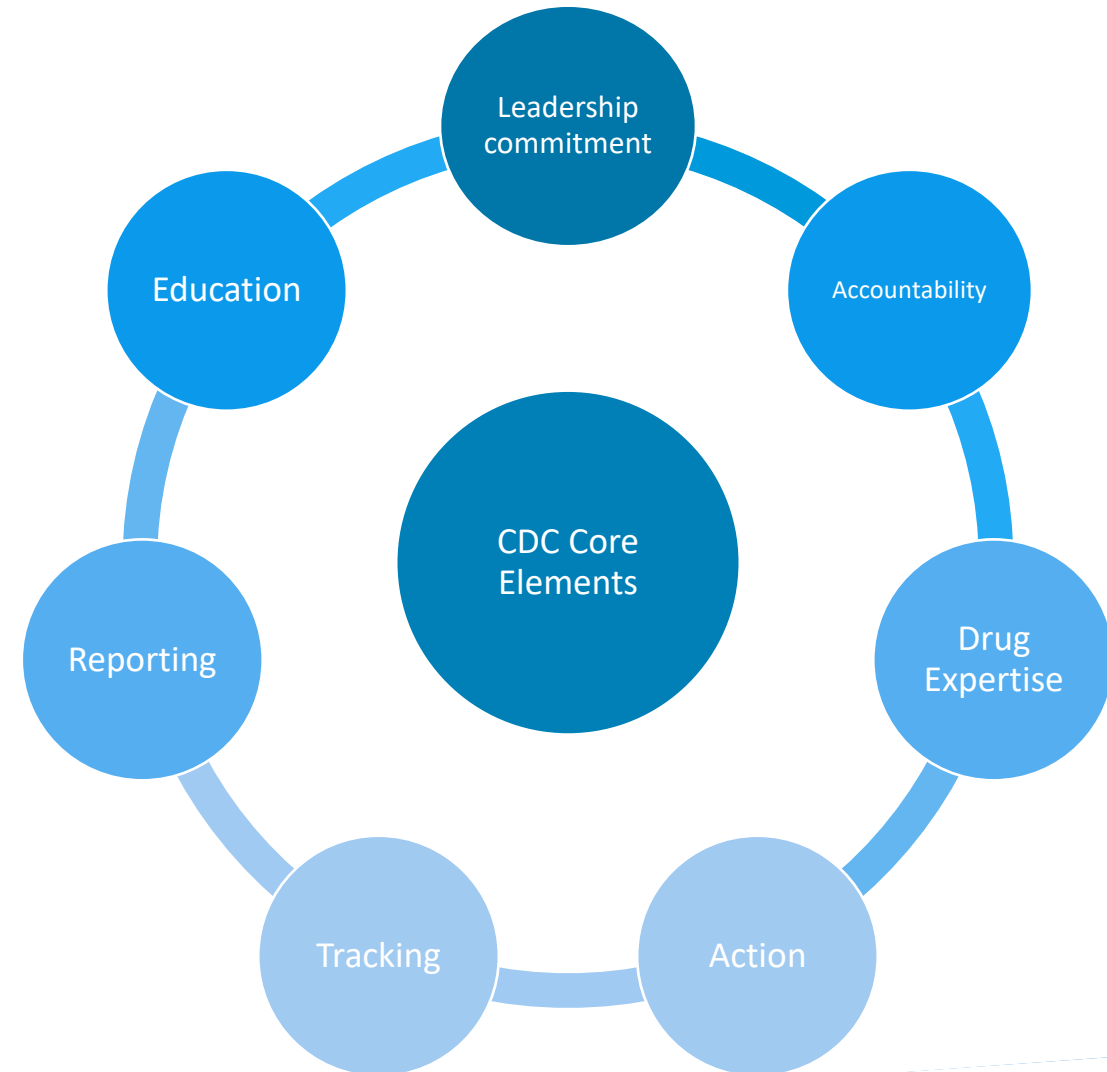 Leadership
commitment
Accountability
Drug
Expertise
Action
Tracking
Reporting
Education
CDC Core
Elements